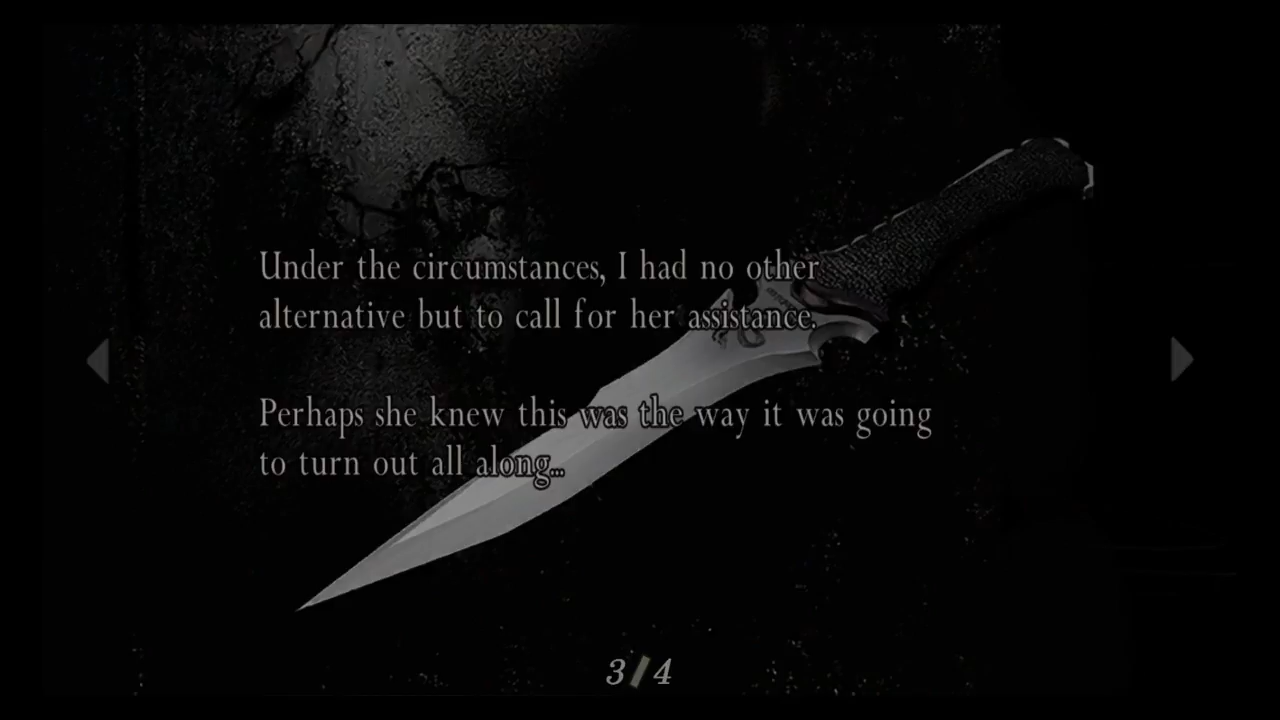 Under the circumstances, I had no other
alternative but to call for her assistance.
Perhaps she knew this was the way it was going
to turn out all along...
3/4